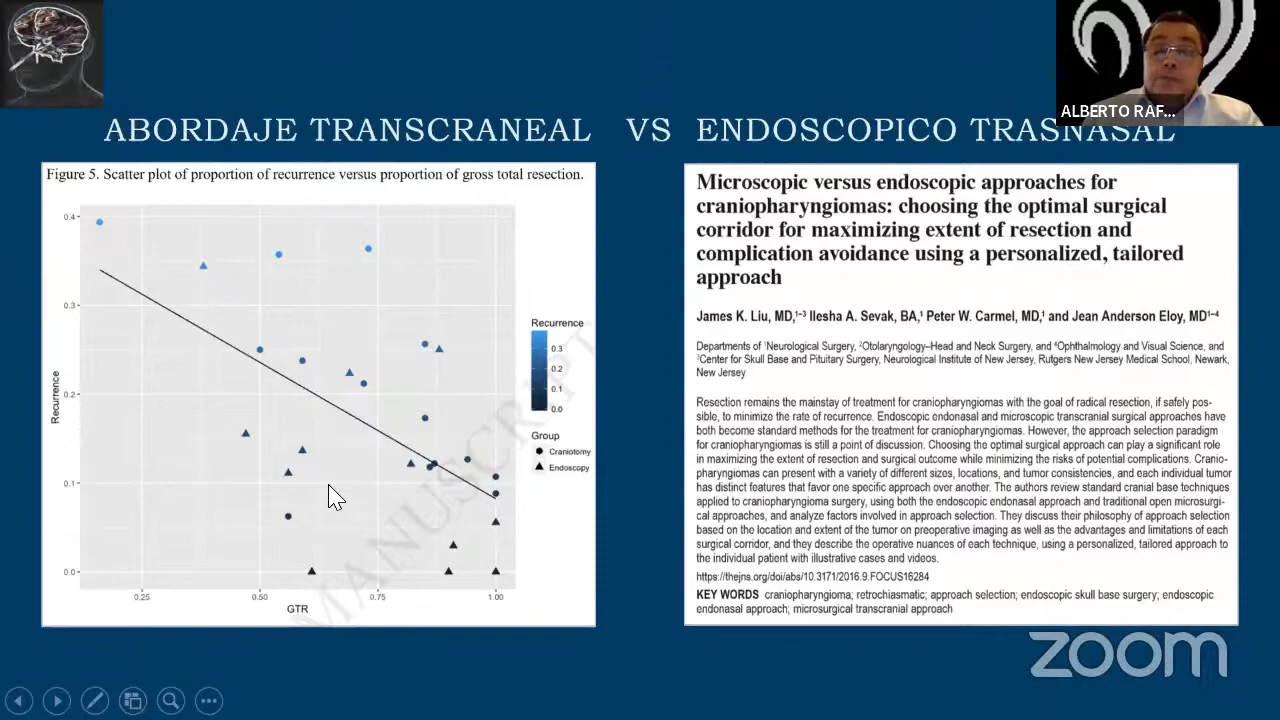 ALBERTO RAF...
ABORDAJE TRANSCRANEAL VS ENDOSCOPICO TRASNASAL
Figure 5. Scatter plot of proportion of recurrence versus proportion of gross total resection.
0.4
0.3
0.2
0.1
0.0
Recurrence
0.25
0.50
0.75
1.00
GTR
Recurrence
0.3
0.2
0.1
0.0
Group
Craniotomy
Endoscopy
MANUSCRIPT
Microscopic versus endoscopic approaches for
craniopharyngiomas: choosing the optimal surgical
corridor for maximizing extent of resection and
complication avoidance using a personalized, tailored
approach
James K. Liu, MD,1–3 Ilesha A. Sevak, BA,1 Peter W. Carmel, MD,1 and Jean Anderson Eloy, MD1–4
Departments of 1Neurological Surgery, 2Otolaryngology–Head and Neck Surgery, and 4Ophthalmology and Visual Science, and
3Center for Skull Base and Pituitary Surgery, Neurological Institute of New Jersey, Rutgers New Jersey Medical School, Newark,
New Jersey
Resection remains the mainstay of treatment for craniopharyngiomas with the goal of radical resection, if safely pos-
sible, to minimize the rate of recurrence. Endoscopic endonasal and microscopic transcranial surgical approaches have
both become standard methods for the treatment for craniopharyngiomas. However, the approach selection paradigm
for craniopharyngiomas is still a point of discussion. Choosing the optimal surgical approach can play a significant role
in maximizing the extent of resection and surgical outcome while minimizing the risks of potential complications. Cranio-
pharyngiomas can present with a variety of different sizes, locations, and tumor consistencies, and each individual tumor
has distinct features that favor one specific approach over another. The authors review standard cranial base techniques
applied to craniopharyngioma surgery, using both the endoscopic endonasal approach and traditional open microsurgi-
cal approaches, and analyze factors involved in approach selection. They discuss their philosophy of approach selection
based on the location and extent of the tumor on preoperative imaging as well as the advantages and limitations of each
surgical corridor, and they describe the operative nuances of each technique, using a personalized, tailored approach to
the individual patient with illustrative cases and videos.
https://thejns.org/doi/abs/10.3171/2016.9.FOCUS16284
KEY WORDS craniopharyngioma; retrochiasmatic; approach selection; endoscopic skull base surgery; endoscopic
endonasal approach; microsurgical transcranial approach
zoom